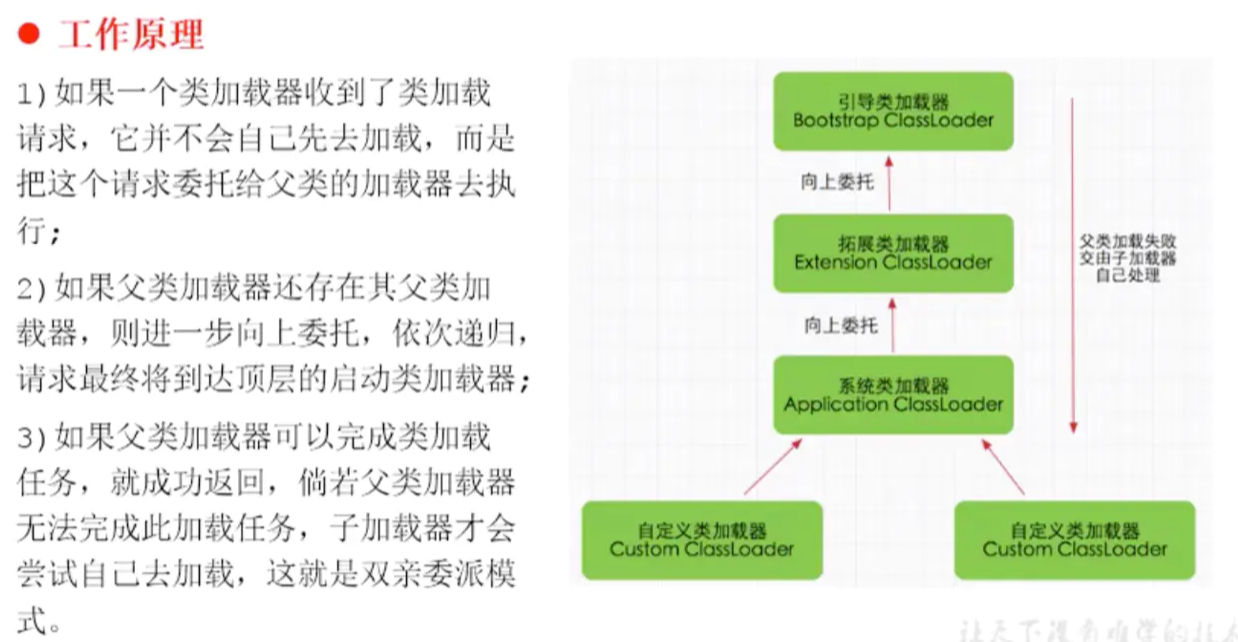 ● 工作原理
1)如果一个类加载器收到了类加载
请求，它并不会自己先去加载，而是
把这个请求委托给父类的加载器去执
行;
2)如果父类加载器还存在其父类加
载器，则进一步向上委托，依次递归，
请求最终将到达顶层的启动类加载器;
3)如果父类加载器可以完成类加载
任务，就成功返回，倘若父类加载器
无法完成此加载任务，子加载器才会
尝试自己去加载，这就是双亲委派模
式。
引导类加载器
Bootstrap ClassLoader
向上委托
拓展类加载器
Extension ClassLoader
父类加载失败
交由子加载器
自己处理
向上委托
系统类加载器
Application ClassLoader
自定义类加载器
Custom ClassLoader
自定义类加载器
Custom ClassLoader
让天下没有难学的技术